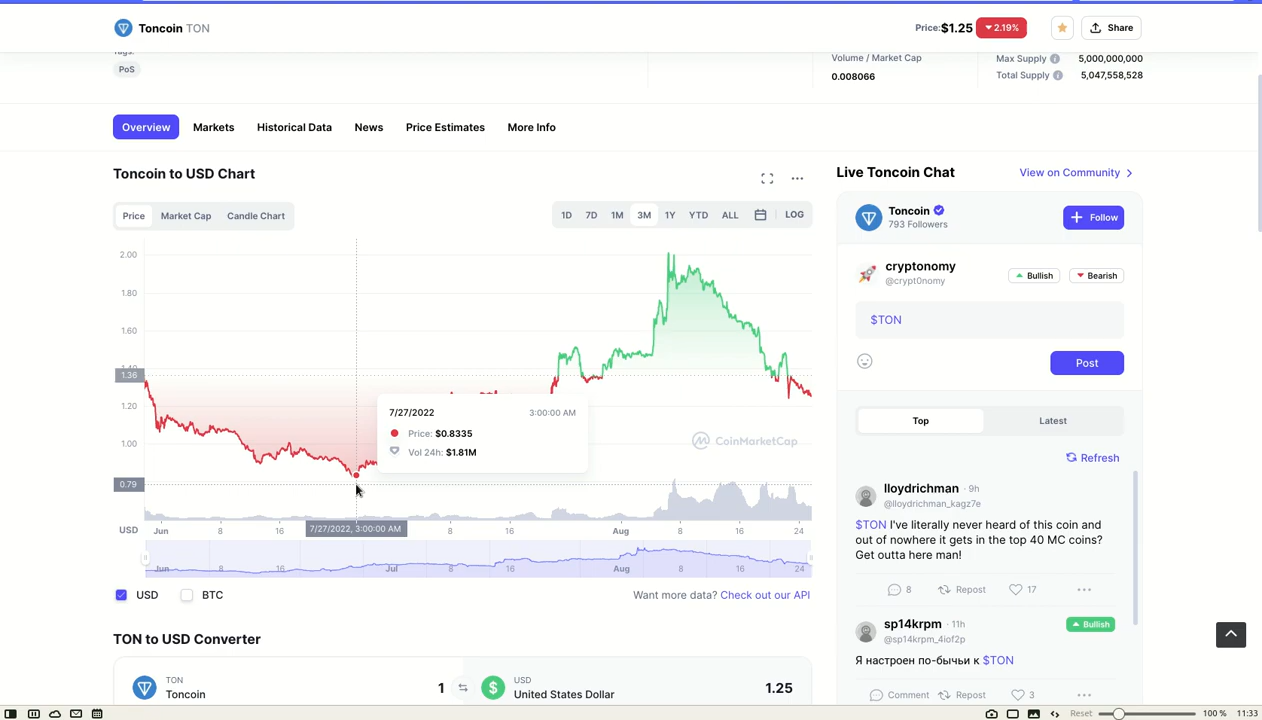 Toncoin TON
Price:$1.25 2.19% Share
Tags:
PoS
Volume / Market Cap
0.008066
Max Supply 5,000,000,000
Total Supply 5,047,558,528
Overview Markets Historical Data News Price Estimates More Info
Toncoin to USD Chart
Price Market Cap Candle Chart
1D 7D 1M 3M 1Y YTD ALL LOG
2.00
1.80
1.60
1.40
1.36
1.20
1.00
0.79
7/27/2022 3:00:00 AM
Price: $0.8335
Vol 24h: $1.81M
CoinMarketCap
USD Jun 8 16 7/27/2022, 3:00:00 AM 8 16 Aug 8 16 24
Jun 8 16 Jul 8 16 Aug 8 16 24
USD BTC
Want more data? Check out our API
TON to USD Converter
TON
Toncoin
1
USD
United States Dollar
1.25
Live Toncoin Chat
View on Community
Toncoin
793 Followers
Follow
cryptonomy
@crypt0nomy
Bullish Bearish
$TON
Post
Top Latest
Refresh
lloydrichman · 9h
@lloydrichman_kagz7e
$TON I've literally never heard of this coin and
out of nowhere it gets in the top 40 MC coins?
Get outta here man!
8 Repost 17
sp14krpm · 11h
@sp14krpm_4iof2p
Bullish
Я настроен по-бычьи к $TON
Comment Repost 3
Reset 100 % 11:33